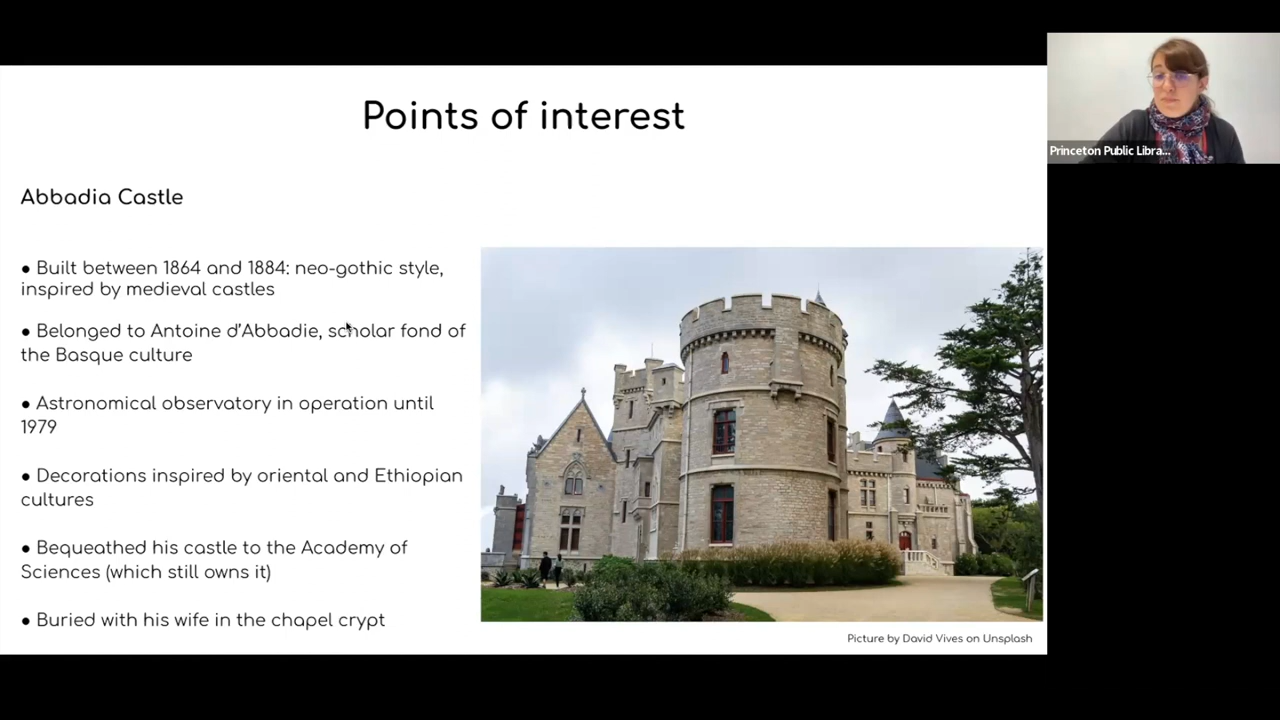 Points of interest
Princeton Public Libra...
Abbadia Castle
● Built between 1864 and 1884: neo-gothic style,
inspired by medieval castles
● Belonged to Antoine d’Abbadie, scholar fond of
the Basque culture
● Astronomical observatory in operation until
1979
● Decorations inspired by oriental and Ethiopian
cultures
● Bequeathed his castle to the Academy of
Sciences (which still owns it)
● Buried with his wife in the chapel crypt
Picture by David Vives on Unsplash